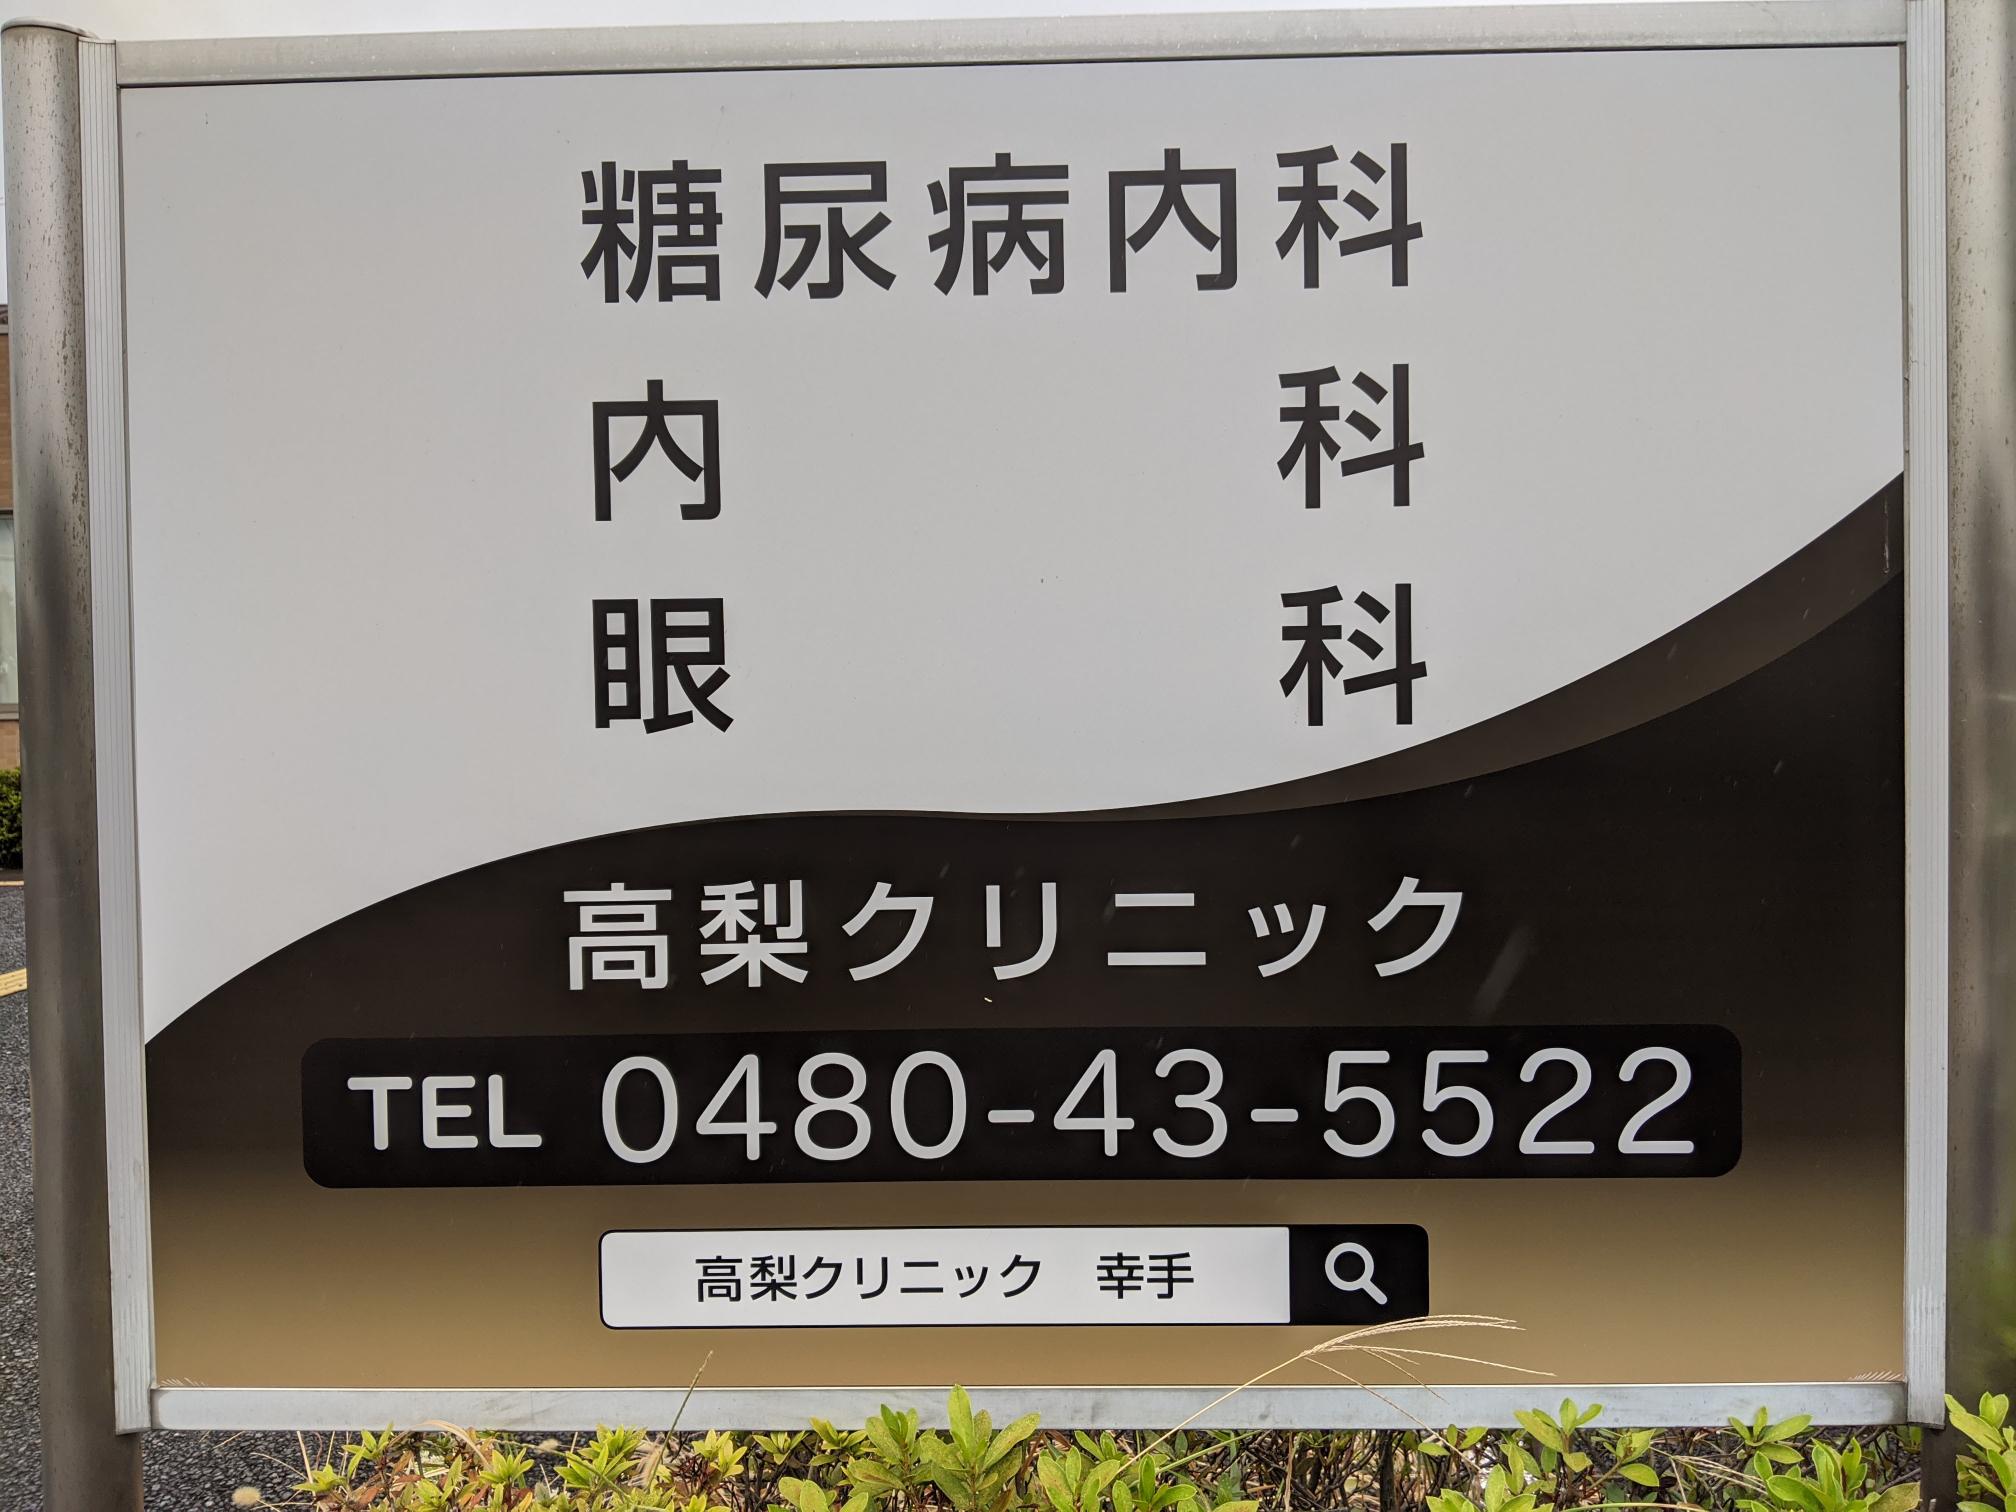 糖尿病内科
内科
眼科
高梨クリニック
TEL 0480-43-5522
高梨クリニック 幸手